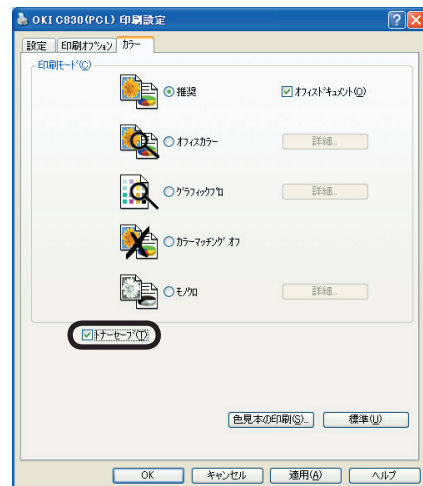 OKI C830(PCL) 印刷設定
設定 印刷オプション カラー
印刷モード(C)
推奨 オフィスドキュメント(O)
オフィスカラー 詳細...
グラフィックプロ 詳細...
カラーマッチング オフ
モノクロ 詳細...
トナーセーブ(T)
色見本の印刷(S)... 標準(U)
OK キャンセル 適用(A) ヘルプ